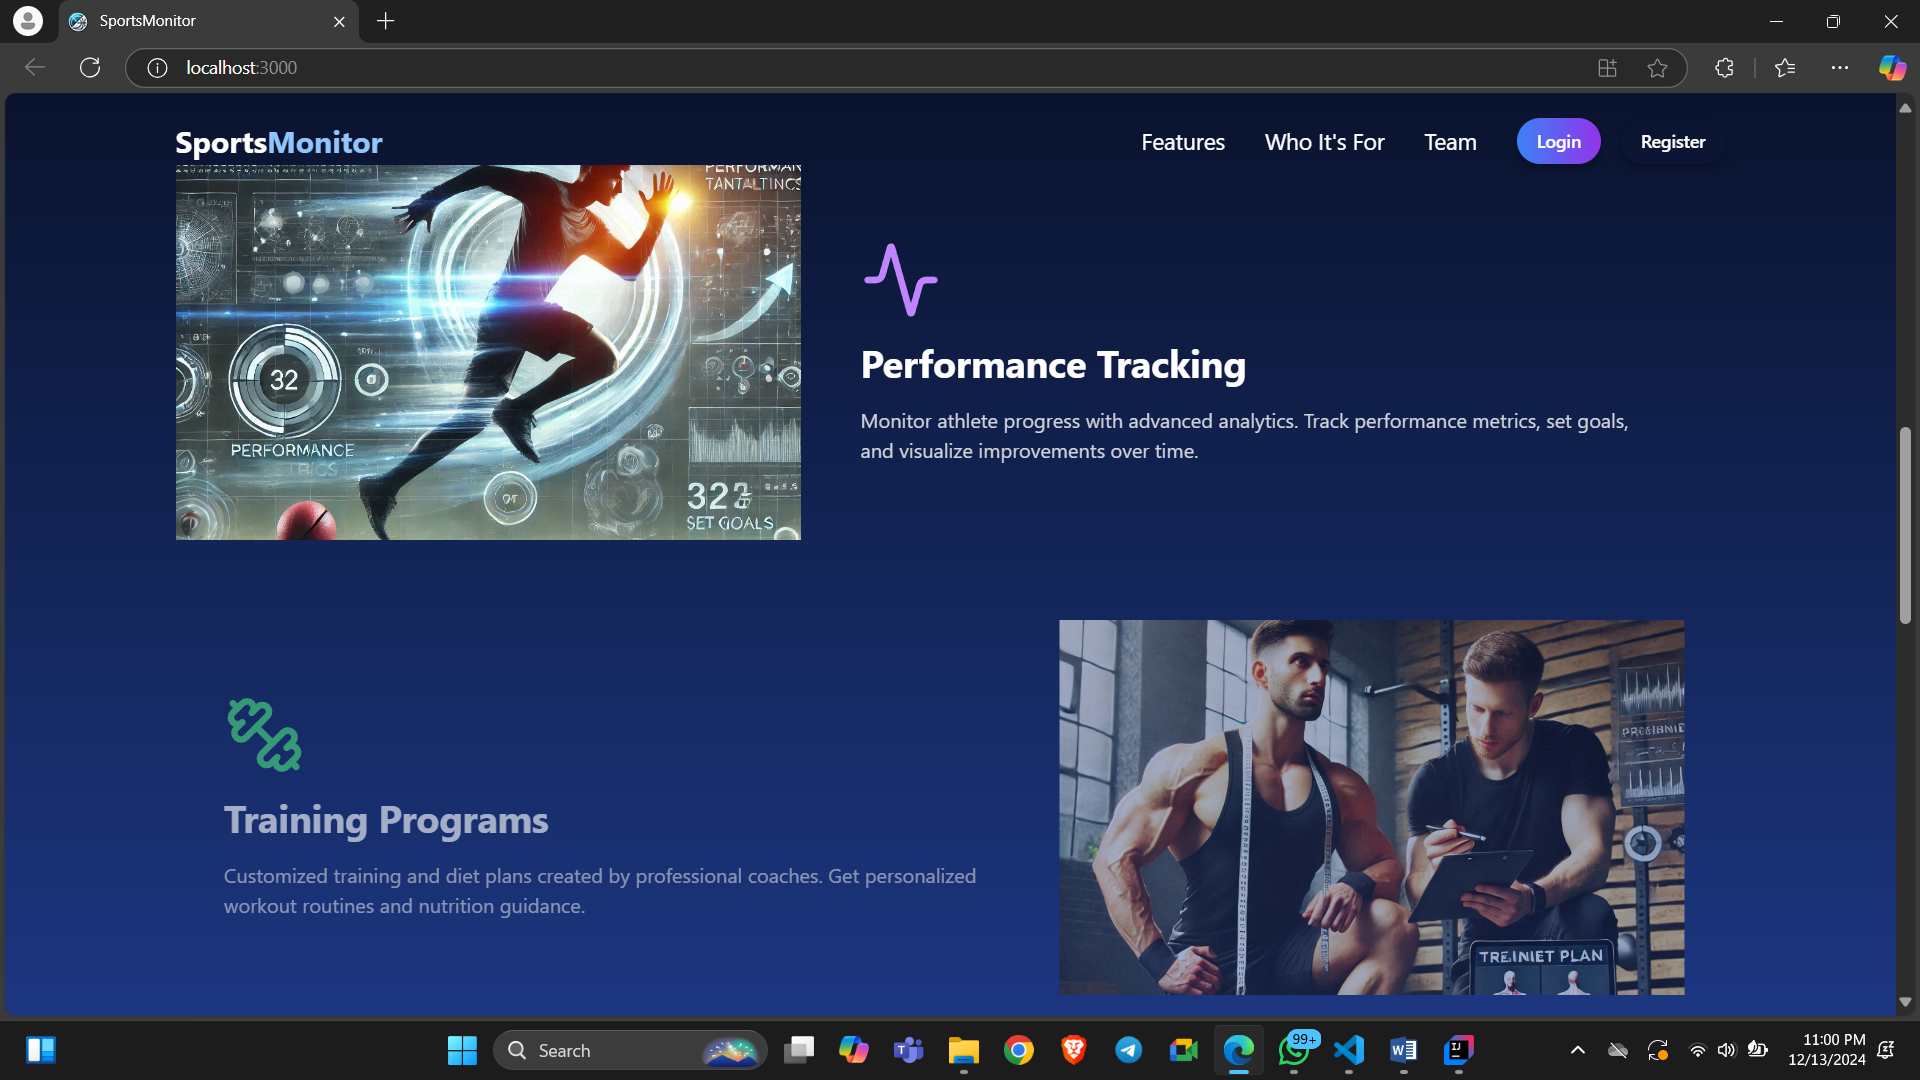 SportsMonitor
localhost:3000
SportsMonitor
Features
Who It's For
Team
Login
Register
TANTALTINCS
32
PERFORMANCE
METRICS
SET GOALS
Performance Tracking
Monitor athlete progress with advanced analytics. Track performance metrics, set goals,
and visualize improvements over time.
Training Programs
Customized training and diet plans created by professional coaches. Get personalized
workout routines and nutrition guidance.
TREINIET PLAN
Search
99+
11:00 PM
12/13/2024